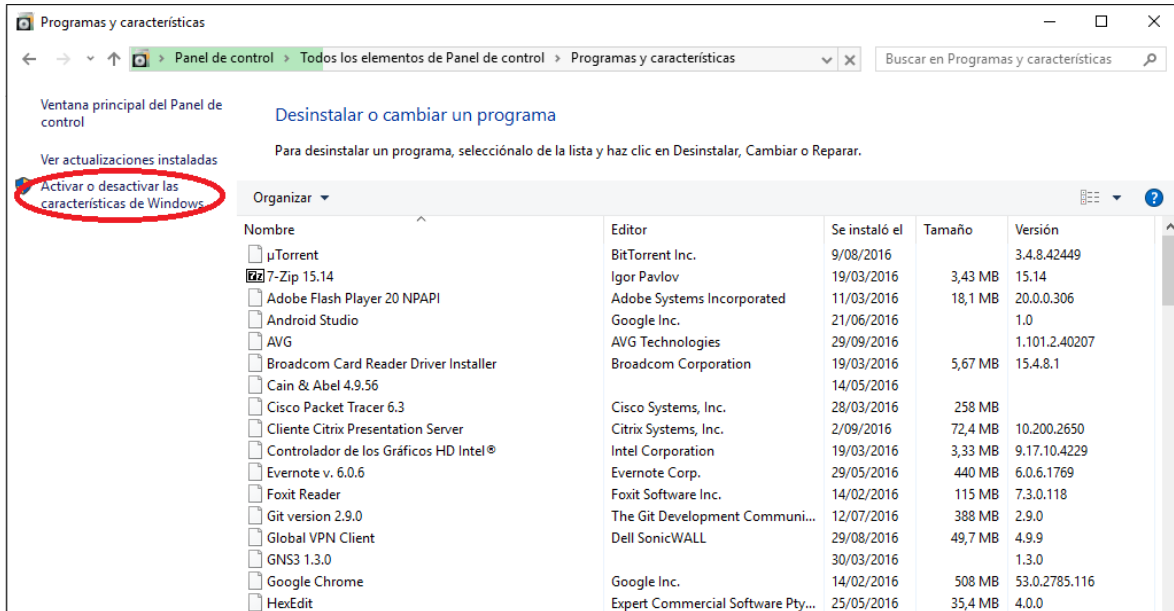 Programas y características
Panel de control > Todos los elementos de Panel de control > Programas y características
Buscar en Programas y características
Ventana principal del Panel de
control
Ver actualizaciones instaladas
Activar o desactivar las
características de Windows
Desinstalar o cambiar un programa
Para desinstalar un programa, selecciónalo de la lista y haz clic en Desinstalar, Cambiar o Reparar.
Organizar
Nombre Editor Se instaló el Tamaño Versión
µTorrent BitTorrent Inc. 9/08/2016 3.4.8.42449
7-Zip 15.14 Igor Pavlov 19/03/2016 3,43 MB 15.14
Adobe Flash Player 20 NPAPI Adobe Systems Incorporated 11/03/2016 18,1 MB 20.0.0.306
Android Studio Google Inc. 21/06/2016 1.0
AVG AVG Technologies 29/09/2016 1.101.2.40207
Broadcom Card Reader Driver Installer Broadcom Corporation 19/03/2016 5,67 MB 15.4.8.1
Cain & Abel 4.9.56 14/05/2016
Cisco Packet Tracer 6.3 Cisco Systems, Inc. 28/03/2016 258 MB
Cliente Citrix Presentation Server Citrix Systems, Inc. 2/09/2016 72,4 MB 10.200.2650
Controlador de los Gráficos HD Intel® Intel Corporation 19/03/2016 3,33 MB 9.17.10.4229
Evernote v. 6.0.6 Evernote Corp. 29/05/2016 440 MB 6.0.6.1769
Foxit Reader Foxit Software Inc. 14/02/2016 115 MB 7.3.0.118
Git version 2.9.0 The Git Development Communi... 12/07/2016 388 MB 2.9.0
Global VPN Client Dell SonicWALL 29/08/2016 49,7 MB 4.9.9
GNS3 1.3.0 30/03/2016 1.3.0
Google Chrome Google Inc. 14/02/2016 508 MB 53.0.2785.116
HexEdit Expert Commercial Software Pty... 25/05/2016 35,4 MB 4.0.0